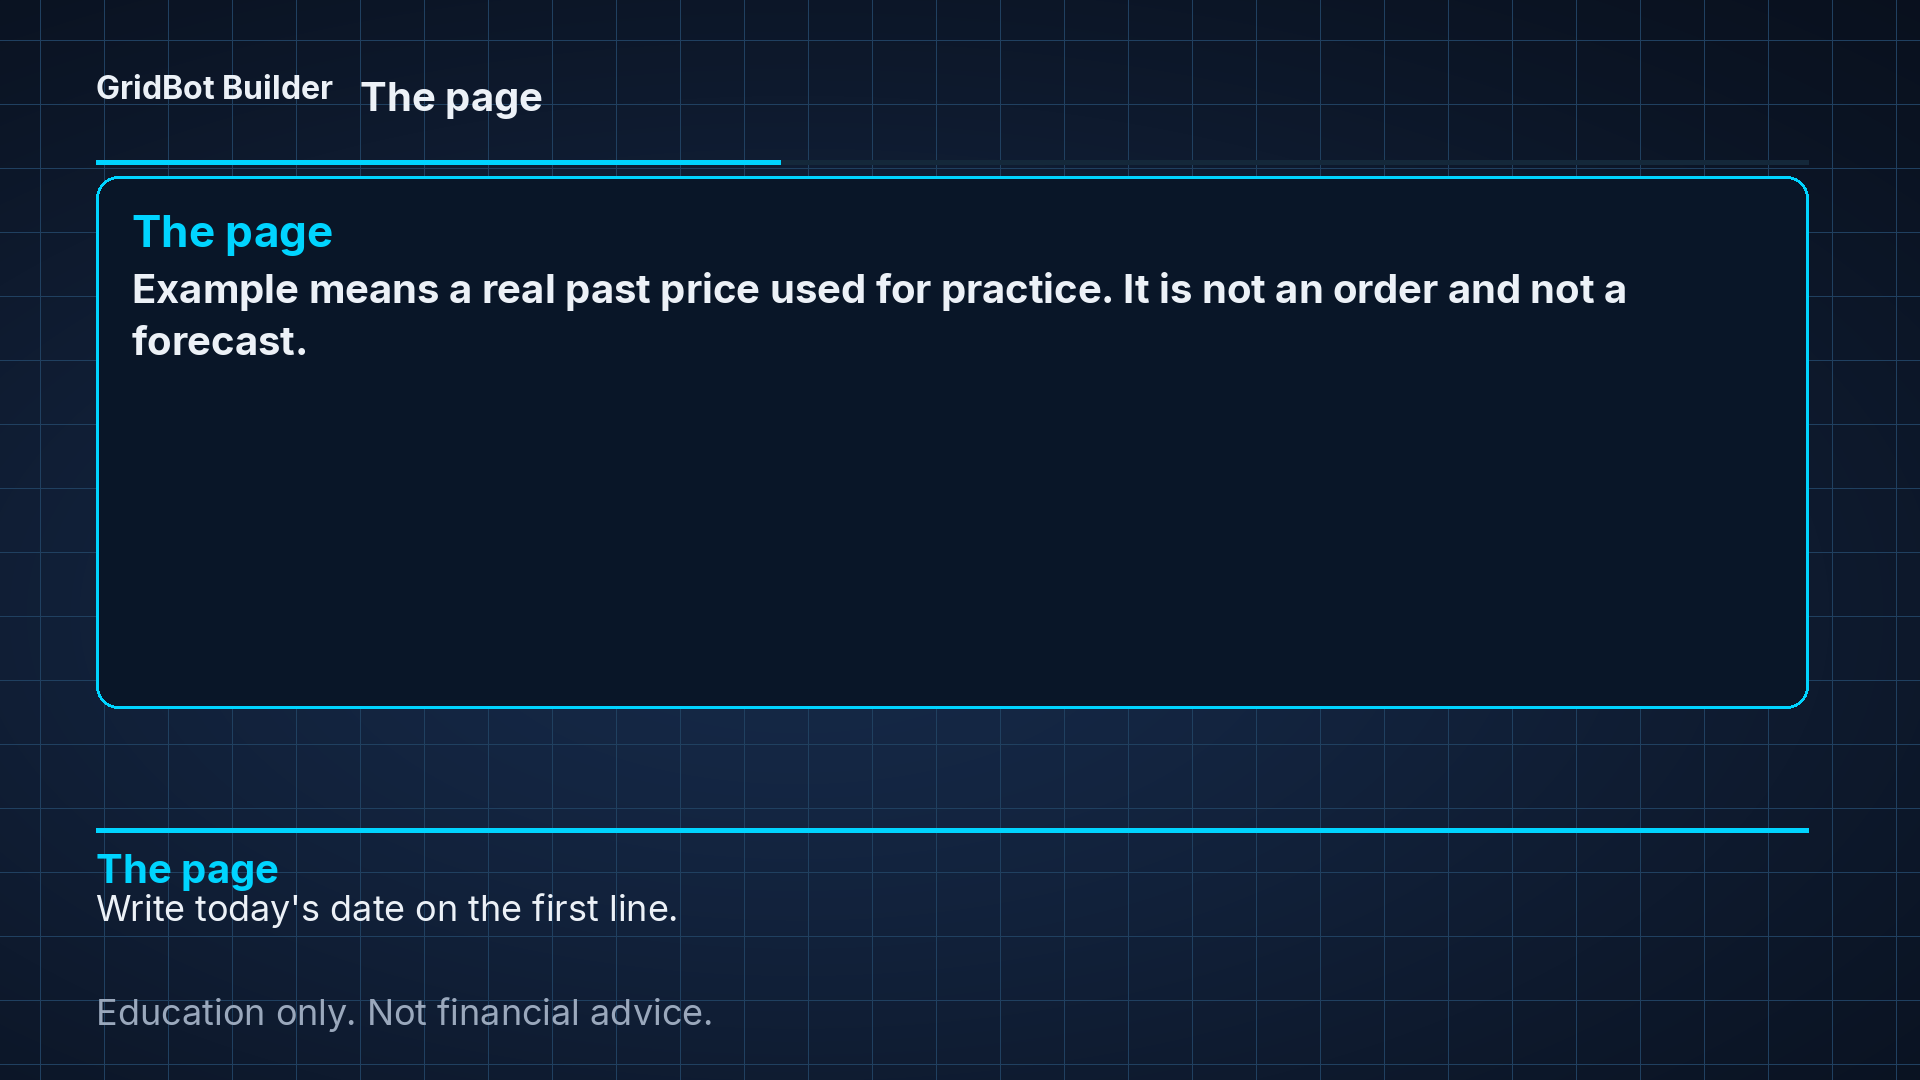 GridBot Builder The page
The page
Example means a real past price used for practice. It is not an order and not a
forecast.
The page
Write today's date on the first line.
Education only. Not financial advice.